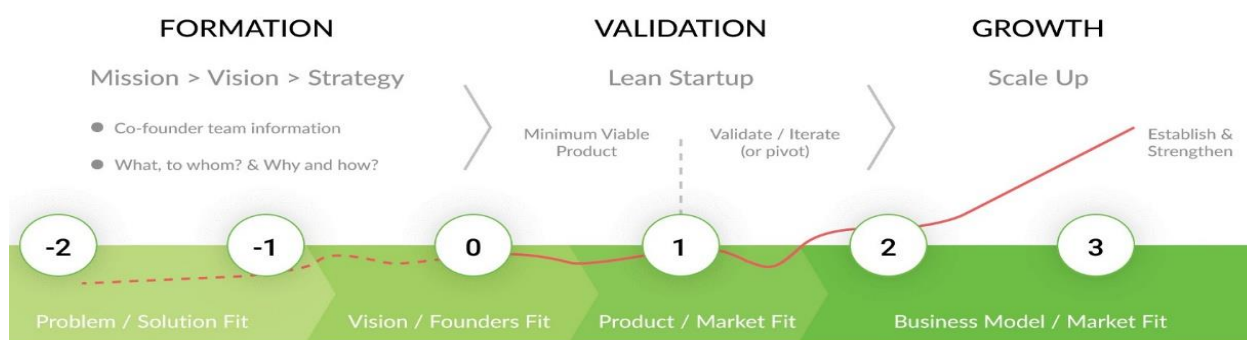 FORMATION
VALIDATION
GROWTH
Mission > Vision > Strategy
Lean Startup
Scale Up
● Co-founder team information
● What, to whom? & Why and how?
Minimum Viable
Product
Validate / Iterate
(or pivot)
Establish &
Strengthen
-2
-1
0
1
2
3
Problem / Solution Fit
Vision / Founders Fit
Product / Market Fit
Business Model / Market Fit